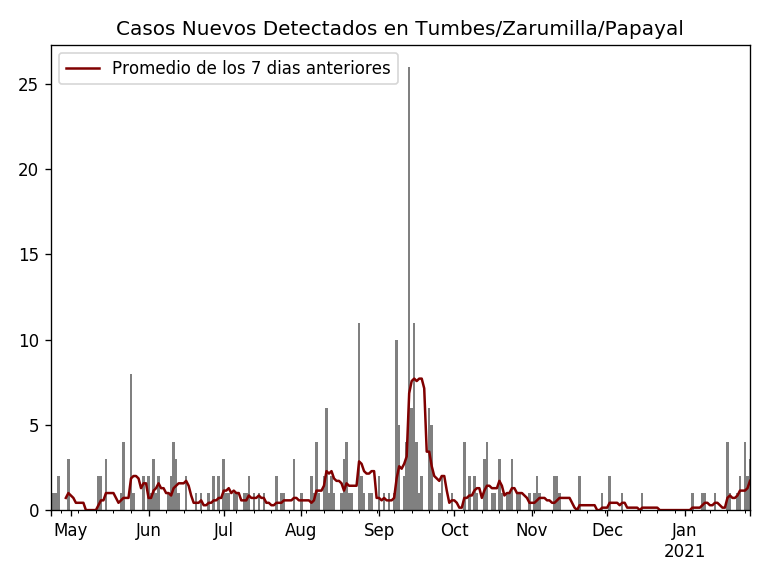 Casos Nuevos Detectados en Tumbes/Zarumilla/Papayal
Promedio de los 7 dias anteriores
25
20
15
10
5
0
May Jun Jul Aug Sep Oct Nov Dec Jan
2021